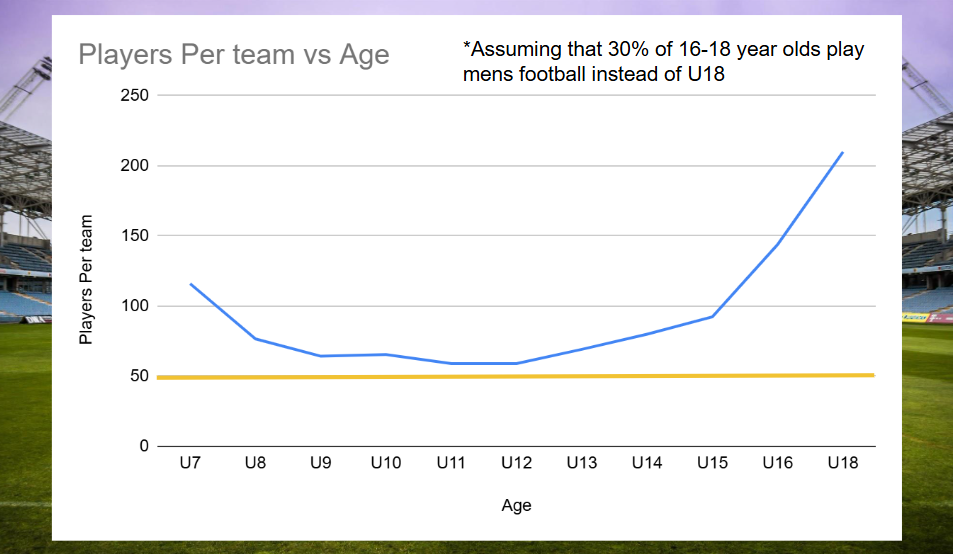 Players Per team vs Age
*Assuming that 30% of 16-18 year olds play
mens football instead of U18
250
200
150
100
50
0
Players Per team
U7 U8 U9 U10 U11 U12 U13 U14 U15 U16 U18
Age